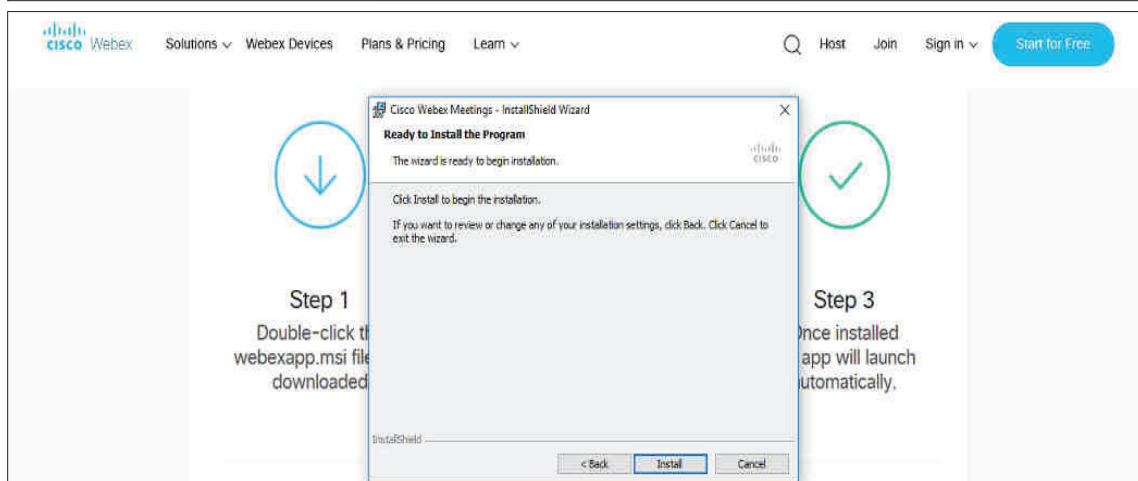 CISCO Webex Solutions Webex Devices Plans & Pricing Learn Host Join Sign in Start for Free
Cisco Webex Meetings - InstallShield Wizard
Ready to Install the Program
The wizard is ready to begin installation.
CISCO
Click Install to begin the installation.
If you want to review or change any of your installation settings, click Back. Click Cancel to
exit the wizard.
Step 1
Double-click
webexapp.msi
downloaded
Step 3
installed
app will launch
InstallShield
< Back Install Cancel